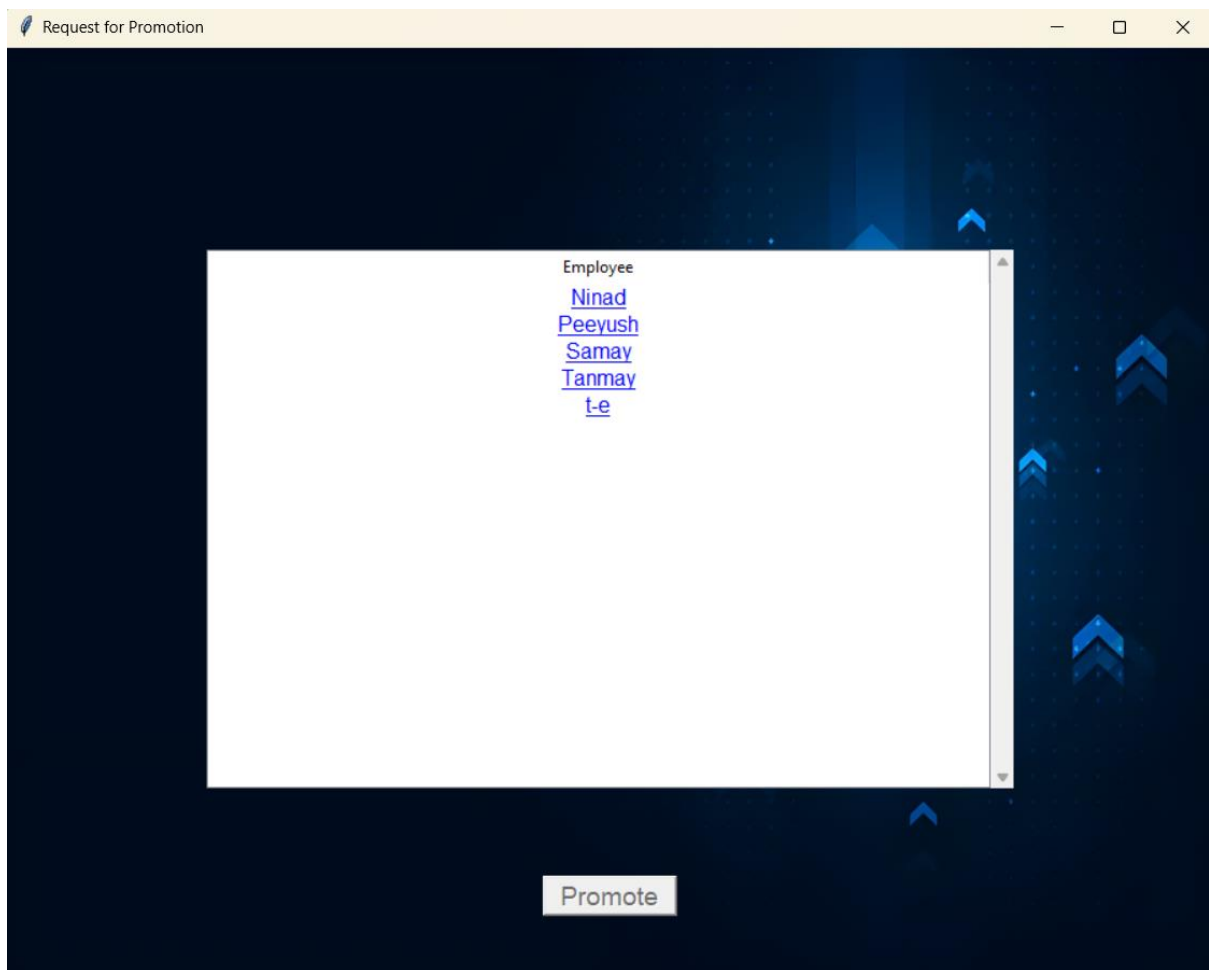 Request for Promotion
Employee
Ninad
Peeyush
Samay
Tanmay
t-e
Promote